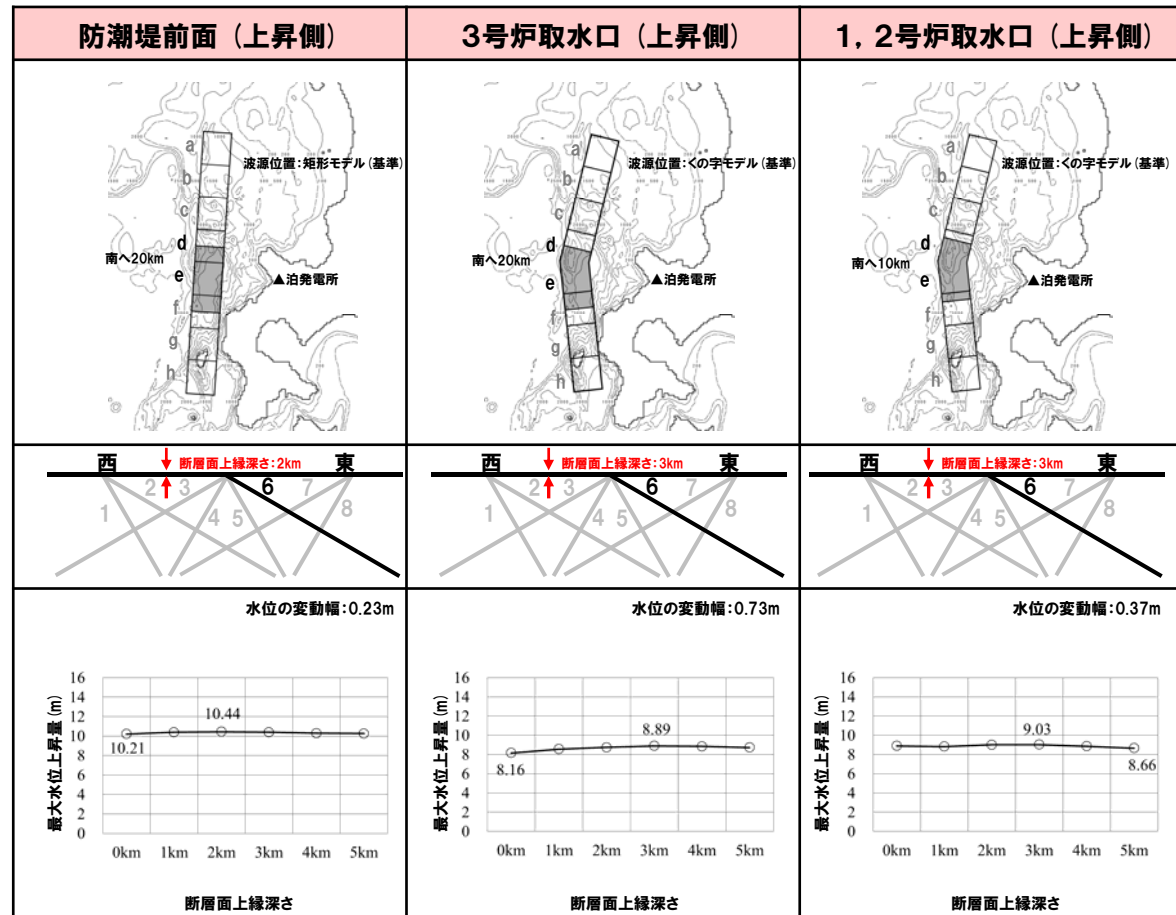 防潮堤前面（上昇側）
3号炉取水口（上昇側）
1，2号炉取水口（上昇側）
a
波源位置：矩形モデル（基準）
b
c
d
南へ20km
e
▲泊発電所
f
g
h
a
波源位置：くの字モデル（基準）
b
c
d
南へ20km
e
▲泊発電所
f
g
h
a
波源位置：くの字モデル（基準）
b
c
d
南へ10km
e
▲泊発電所
f
g
h
西 断層面上縁深さ：2km 東
1 2 3 4 5 6 7 8
西 断層面上縁深さ：3km 東
1 2 3 4 5 6 7 8
西 断層面上縁深さ：3km 東
1 2 3 4 5 6 7 8
水位の変動幅：0.23m
最大水位上昇量(m)
16
14
12
10
8
6
4
2
0
10.44
10.21
0km 1km 2km 3km 4km 5km
断層面上縁深さ
水位の変動幅：0.73m
最大水位上昇量(m)
16
14
12
10
8
6
4
2
0
8.89
8.16
0km 1km 2km 3km 4km 5km
断層面上縁深さ
水位の変動幅：0.37m
最大水位上昇量(m)
16
14
12
10
8
6
4
2
0
9.03
8.66
0km 1km 2km 3km 4km 5km
断層面上縁深さ